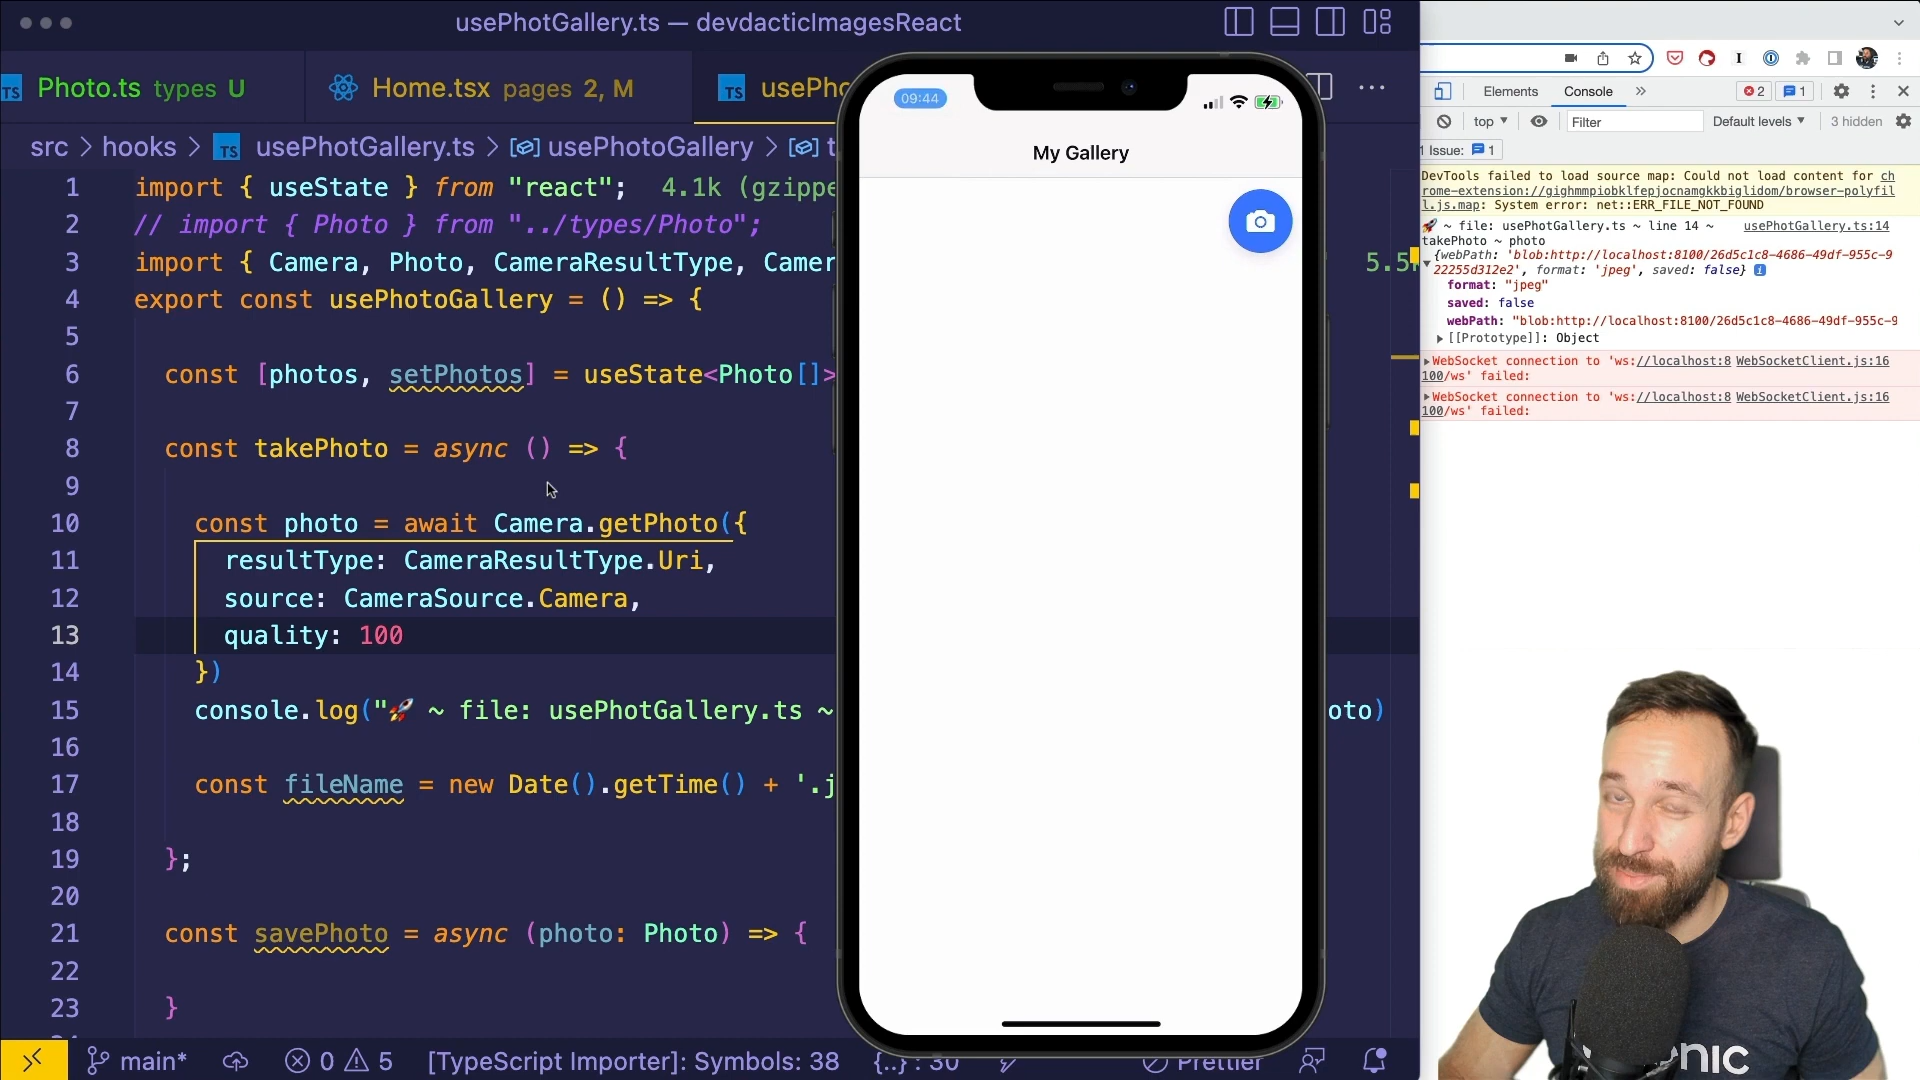 usePhotGallery.ts — devdacticImagesReact
Photo.ts types U
Home.tsx pages 2, M
TS usePho
src > hooks > TS usePhotGallery.ts > usePhotoGallery > t
1 import { useState } from "react"; 4.1k (gzippe
2 // import { Photo } from "../types/Photo";
3 import { Camera, Photo, CameraResultType, Camer 5.5
4 export const usePhotoGallery = () => {
5
6 const [photos, setPhotos] = useState<Photo[]>
7
8 const takePhoto = async () => {
9
10 const photo = await Camera.getPhoto({
11 resultType: CameraResultType.Uri,
12 source: CameraSource.Camera,
13 quality: 100
14 })
15 console.log("🚀 ~ file: usePhotGallery.ts ~ oto)
16
17 const fileName = new Date().getTime() + '.j
18
19 };
20
21 const savePhoto = async (photo: Photo) => {
22
23 }
main* 0 5 [TypeScript Importer]: Symbols: 38 {..} : 30 Prettier
09:44
My Gallery
Elements Console » 2 1
top Filter Default levels 3 hidden
1 Issue: 1
DevTools failed to load source map: Could not load content for ch
rome-extension://gighmmpiobklfepjocnamgkkbiglidom/browser-polyfil
l.js.map: System error: net::ERR_FILE_NOT_FOUND
🚀 ~ file: usePhotGallery.ts ~ line 14 ~ usePhotGallery.ts:14
takePhoto ~ photo
{webPath: 'blob:http://localhost:8100/26d5c1c8-4686-49df-955c-9
22255d312e2', format: 'jpeg', saved: false}
format: "jpeg"
saved: false
webPath: "blob:http://localhost:8100/26d5c1c8-4686-49df-955c-9
[[Prototype]]: Object
WebSocket connection to 'ws://localhost:8 WebSocketClient.js:16
100/ws' failed:
WebSocket connection to 'ws://localhost:8 WebSocketClient.js:16
100/ws' failed:
nic